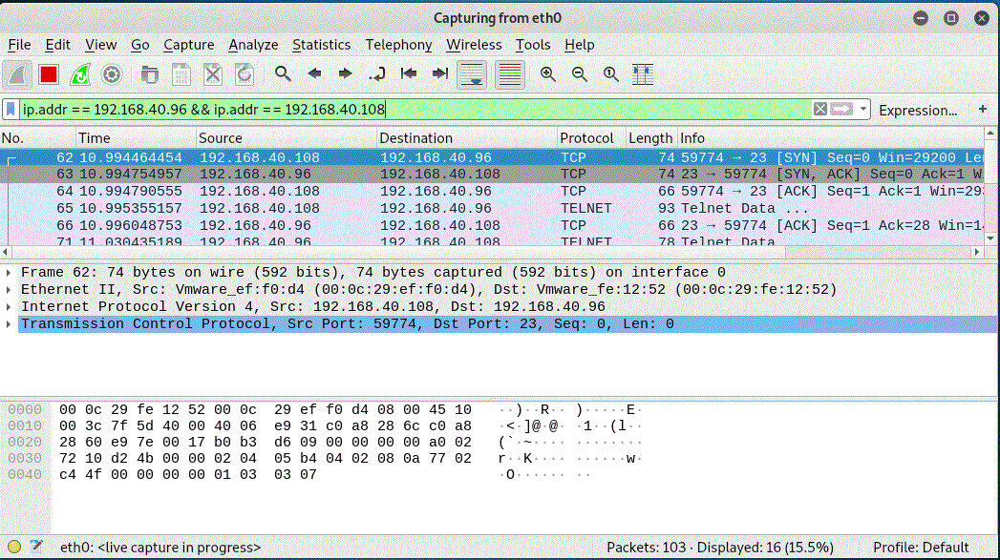 Capturing from eth0
File Edit View Go Capture Analyze Statistics Telephony Wireless Tools Help
ip.addr == 192.168.40.96 && ip.addr == 192.168.40.108 Expression... +
No. Time Source Destination Protocol Length Info
62 10.994464454 192.168.40.108 192.168.40.96 TCP 74 59774 → 23 [SYN] Seq=0 Win=29200 Le
63 10.994754957 192.168.40.96 192.168.40.108 TCP 74 23 → 59774 [SYN, ACK] Seq=0 Ack=1 W
64 10.994790555 192.168.40.108 192.168.40.96 TCP 66 59774 → 23 [ACK] Seq=1 Ack=1 Win=29
65 10.995355157 192.168.40.108 192.168.40.96 TELNET 93 Telnet Data ...
66 10.996048753 192.168.40.96 192.168.40.108 TCP 66 23 → 59774 [ACK] Seq=1 Ack=28 Win=1
71 11.030435189 192.168.40.96 192.168.40.108 TELNET 78 Telnet Data ...
Frame 62: 74 bytes on wire (592 bits), 74 bytes captured (592 bits) on interface 0
Ethernet II, Src: Vmware_ef:f0:d4 (00:0c:29:ef:f0:d4), Dst: Vmware_fe:12:52 (00:0c:29:fe:12:52)
Internet Protocol Version 4, Src: 192.168.40.108, Dst: 192.168.40.96
Transmission Control Protocol, Src Port: 59774, Dst Port: 23, Seq: 0, Len: 0
0000 00 0c 29 fe 12 52 00 0c 29 ef f0 d4 08 00 45 10 ··)··R·· )·····E·
0010 00 3c 7f 5d 40 00 40 06 e9 31 c0 a8 28 6c c0 a8 ·<·]@·@· ·1··(l··
0020 28 60 e9 7e 00 17 b0 b3 d6 09 00 00 00 00 a0 02 (`·~···· ········
0030 72 10 d2 4b 00 00 02 04 05 b4 04 02 08 0a 77 02 r··K···· ······w·
0040 c4 4f 00 00 00 00 01 03 03 07 ·O······ ··
eth0: <live capture in progress> Packets: 103 · Displayed: 16 (15.5%) Profile: Default